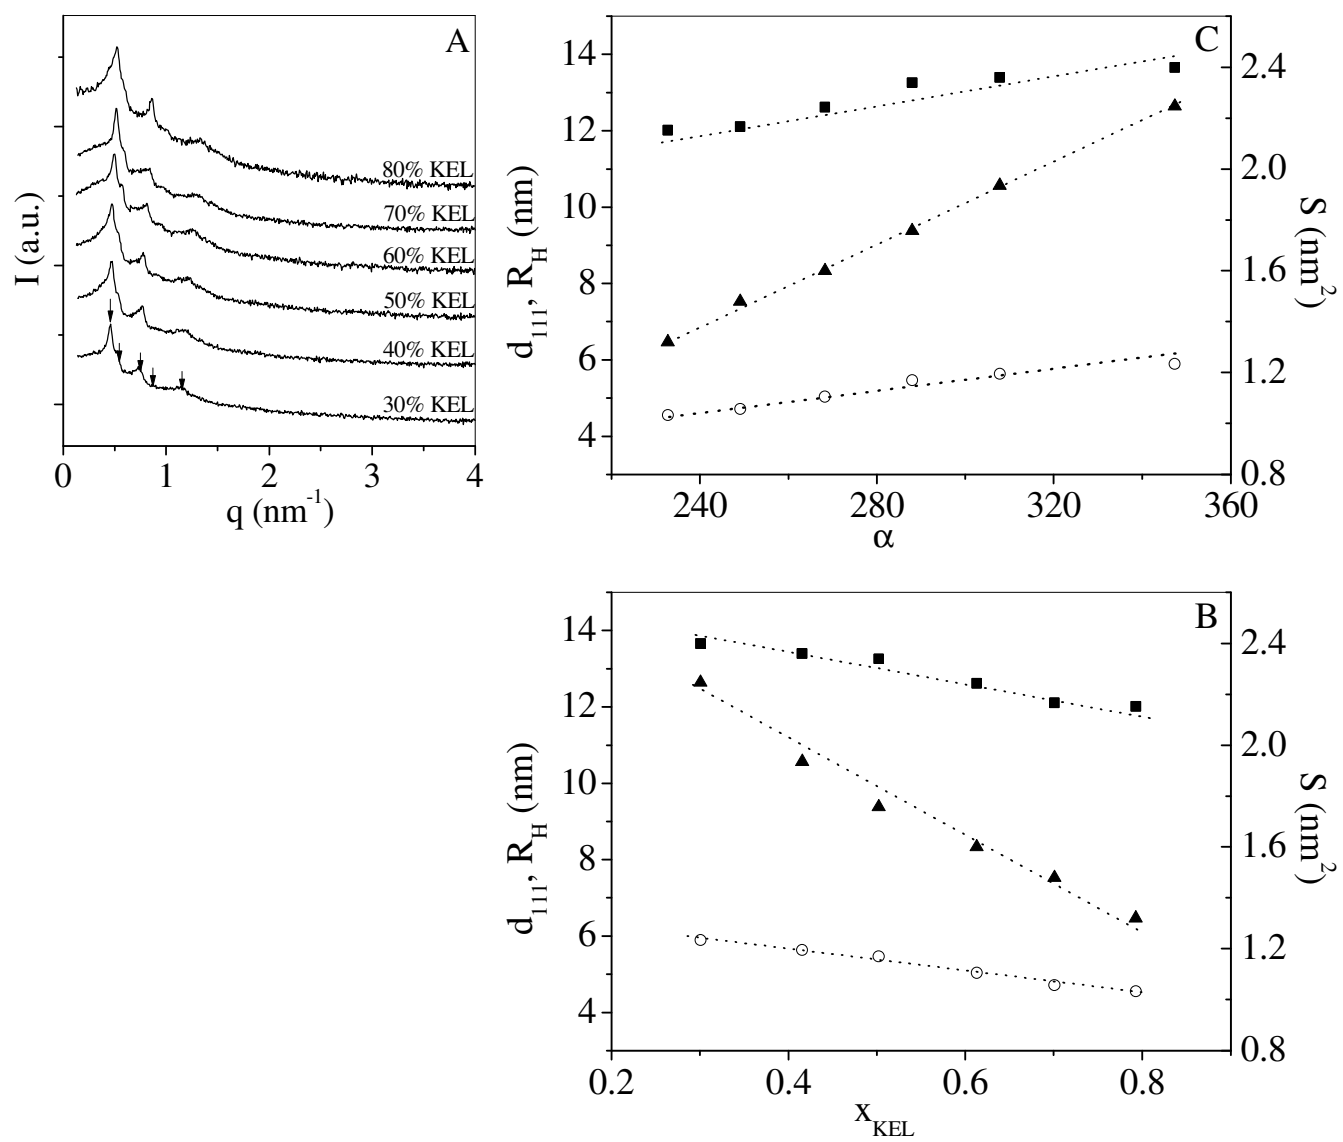 A
I (a.u.)
80% KEL
70% KEL
60% KEL
50% KEL
40% KEL
30% KEL
0 1 2 3 4
q (nm⁻¹)
C
14
12
10
8
6
4
d₁₁₁, R_H (nm)
2.4
2.0
1.6
1.2
0.8
S (nm²)
240 280 320 360
α
B
14
12
10
8
6
4
d₁₁₁, R_H (nm)
2.4
2.0
1.6
1.2
0.8
S (nm²)
0.2 0.4 0.6 0.8
x_KEL